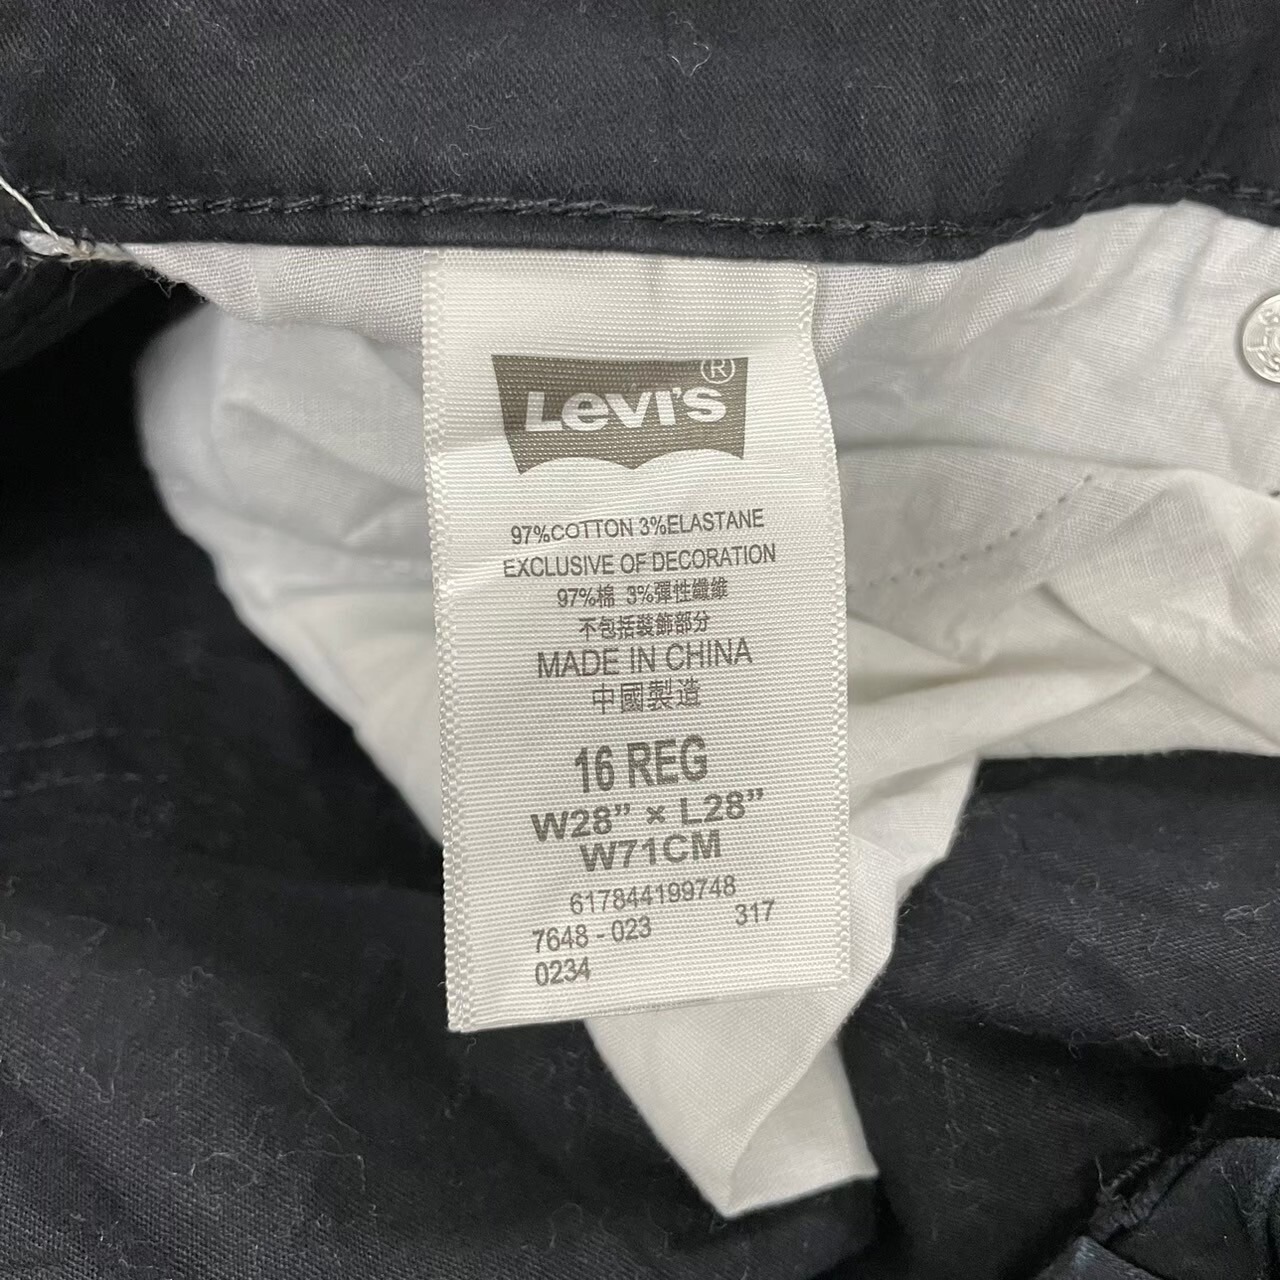 Levi's®
97%COTTON 3%ELASTANE
EXCLUSIVE OF DECORATION
97%棉 3%彈性纖維
不包括裝飾部分
MADE IN CHINA
中國製造
16 REG
W28” × L28”
W71CM
617844199748
7648 - 023 317
0234